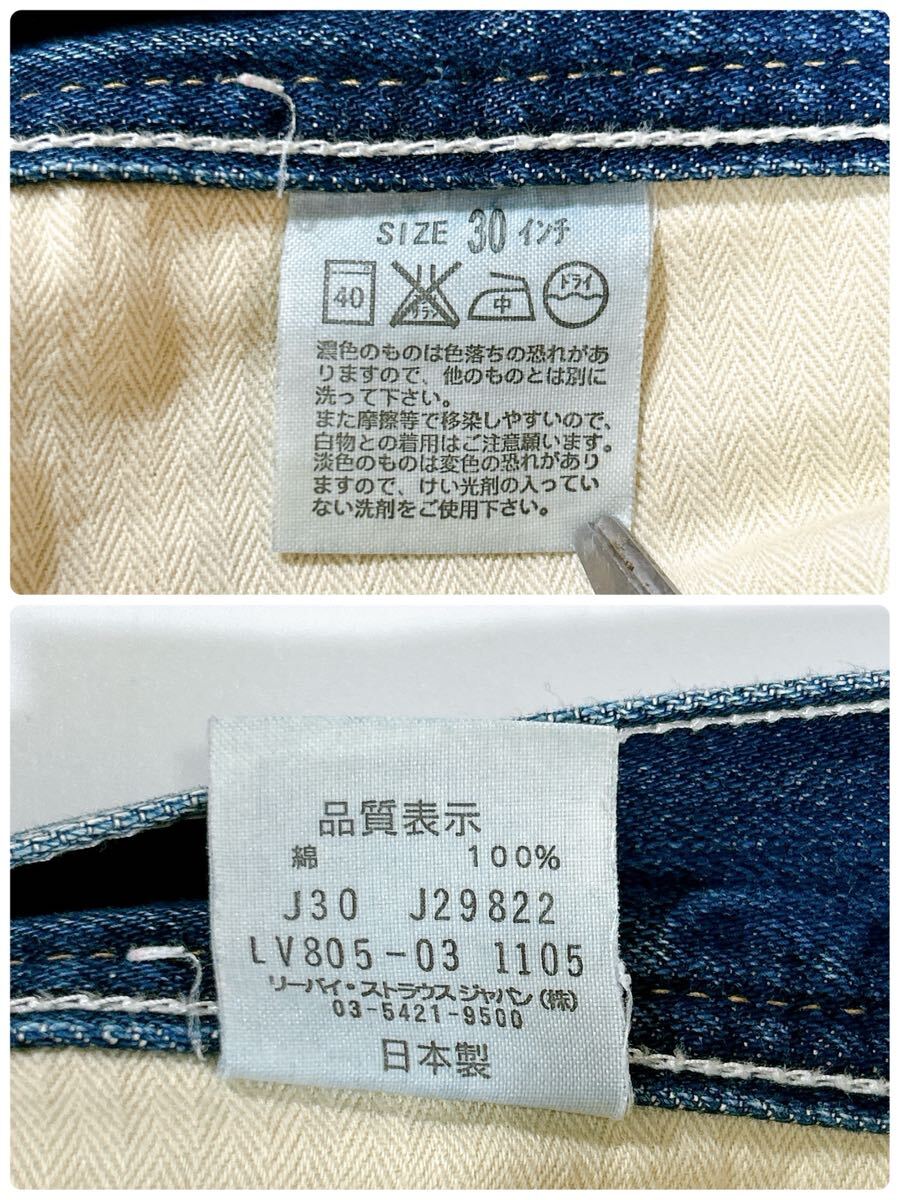 SIZE 30 インチ
40 中 ドライ
濃色のものは色落ちの恐れがあ
りますので、他のものとは別に
洗って下さい。
また摩擦等で移染しやすいので、
白物との着用はご注意願います。
淡色のものは変色の恐れがあり
ますので、けい光剤の入ってい
ない洗剤をご使用下さい。
品質表示
綿 100%
J30 J29822
LV805-03 1105
リーバイ・ストラウス ジャパン(株)
03-5421-9500
日本製